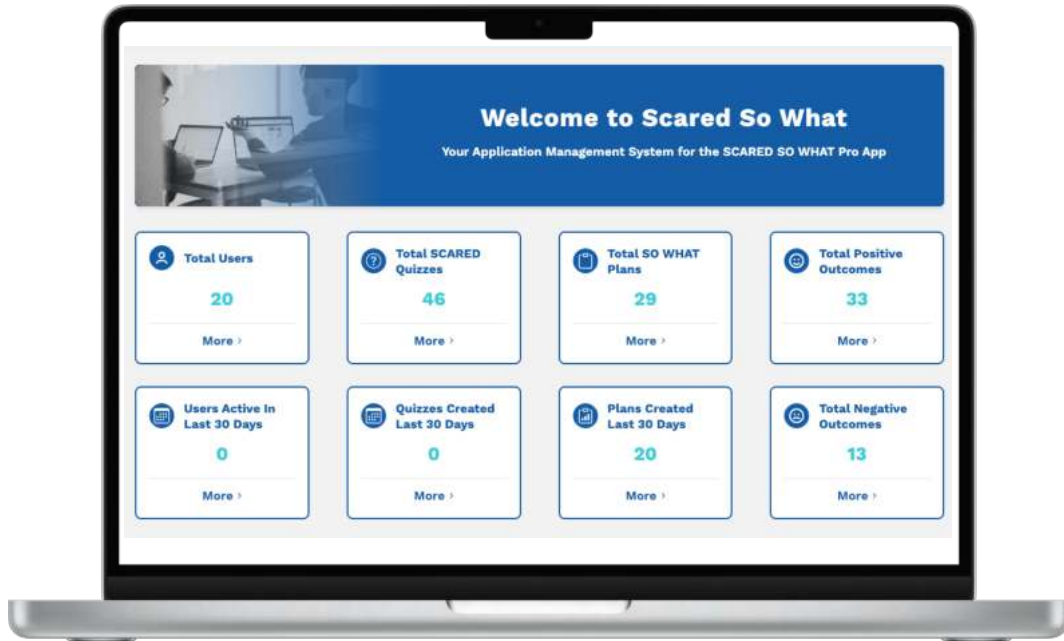 Welcome to Scared So What
Your Application Management System for the SCARED SO WHAT Pro App
Total Users
20
More ›
Total SCARED
Quizzes
46
More ›
Total SO WHAT
Plans
29
More ›
Total Positive
Outcomes
33
More ›
Users Active In
Last 30 Days
0
More ›
Quizzes Created
Last 30 Days
0
More ›
Plans Created
Last 30 Days
20
More ›
Total Negative
Outcomes
13
More ›